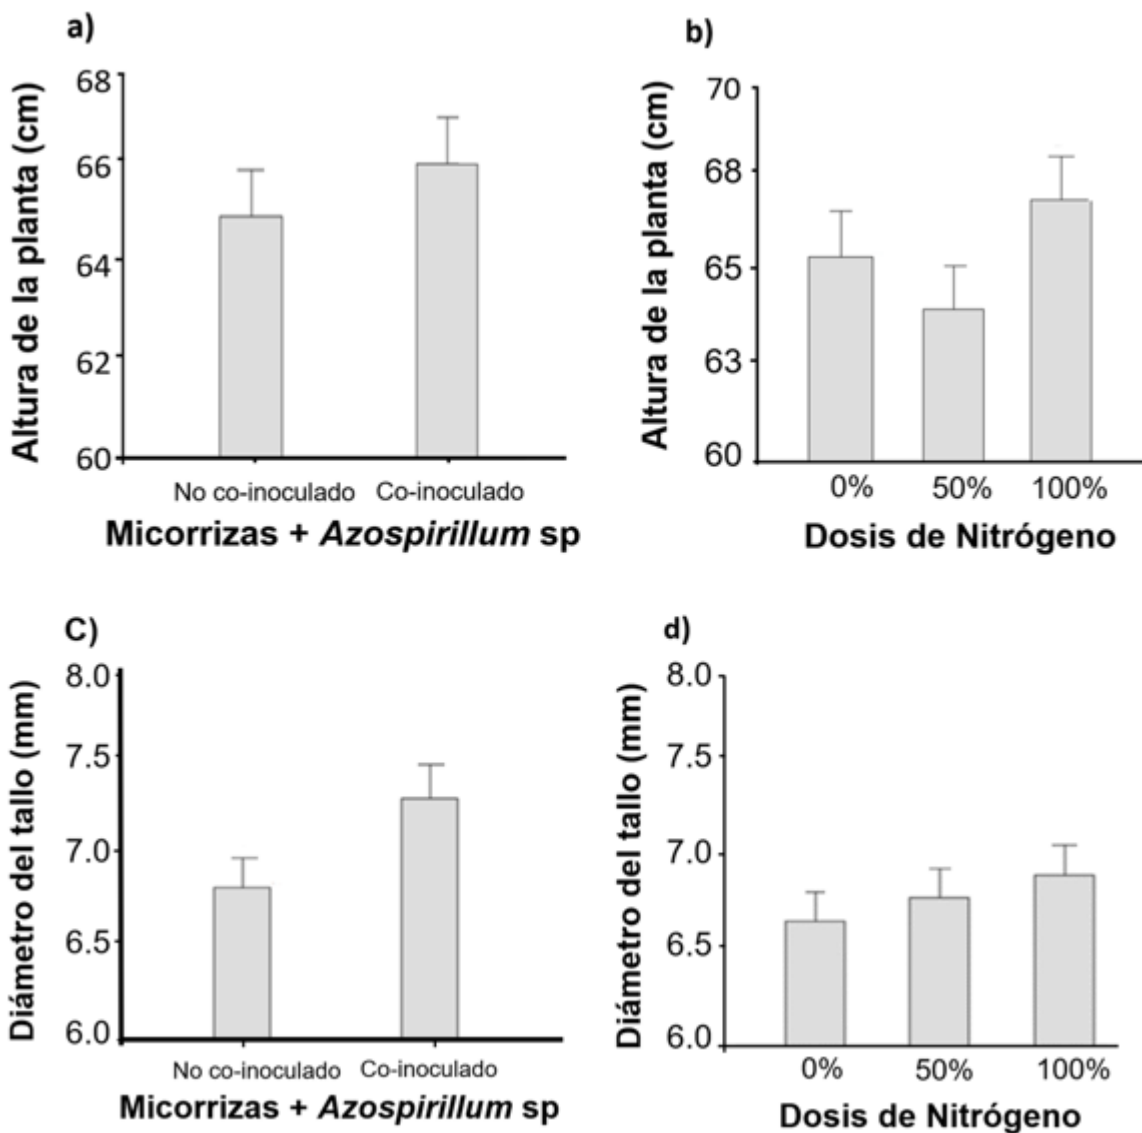 a)
Altura de la planta (cm)
68
66
64
62
60
No co-inoculado Co-inoculado
Micorrizas + Azospirillum sp
b)
Altura de la planta (cm)
70
68
65
63
60
0% 50% 100%
Dosis de Nitrógeno
C)
Diámetro del tallo (mm)
8.0
7.5
7.0
6.5
6.0
No co-inoculado Co-inoculado
Micorrizas + Azospirillum sp
d)
Diámetro del tallo (mm)
8.0
7.5
7.0
6.5
6.0
0% 50% 100%
Dosis de Nitrógeno